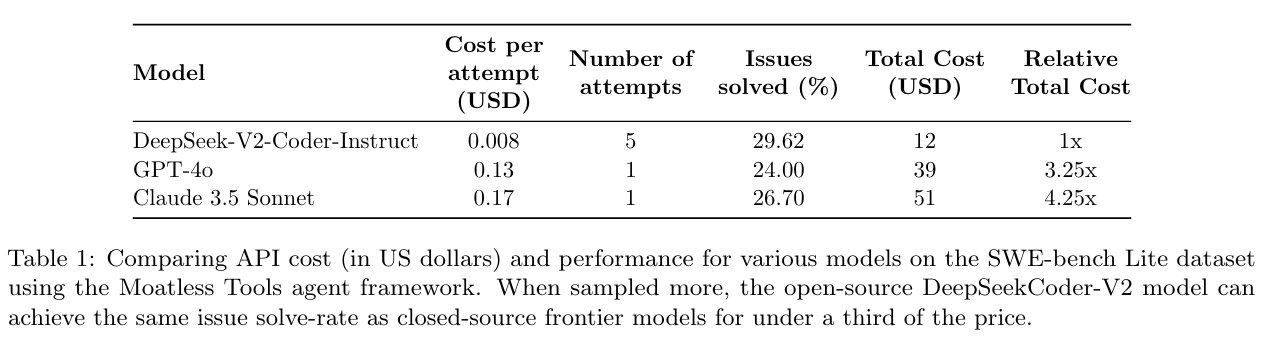 Model Cost per attempt (USD) Number of attempts Issues solved (%) Total Cost (USD) Relative Total Cost
DeepSeek-V2-Coder-Instruct 0.008 5 29.62 12 1x
GPT-4o 0.13 1 24.00 39 3.25x
Claude 3.5 Sonnet 0.17 1 26.70 51 4.25x
Table 1: Comparing API cost (in US dollars) and performance for various models on the SWE-bench Lite dataset
using the Moatless Tools agent framework. When sampled more, the open-source DeepSeekCoder-V2 model can
achieve the same issue solve-rate as closed-source frontier models for under a third of the price.